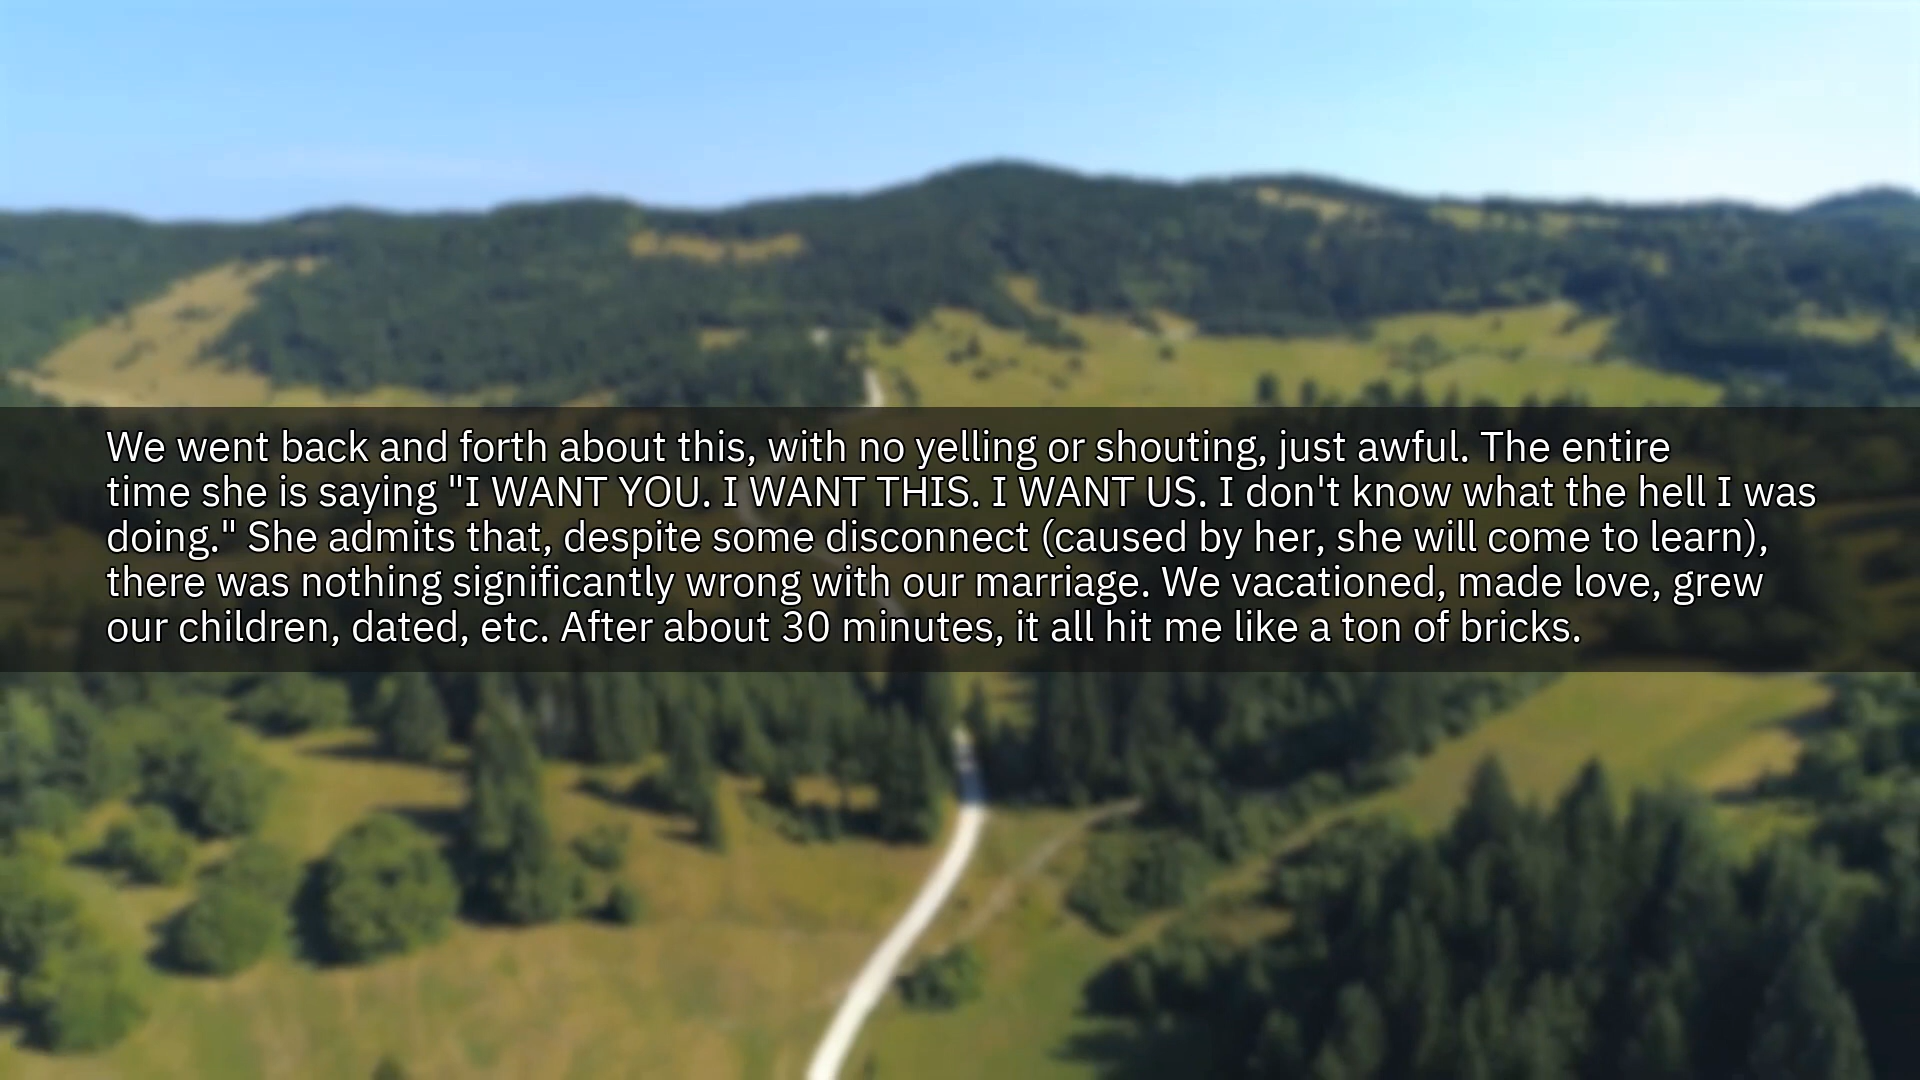 We went back and forth about this, with no yelling or shouting, just awful. The entire
time she is saying "I WANT YOU. I WANT THIS. I WANT US. I don't know what the hell I was
doing." She admits that, despite some disconnect (caused by her, she will come to learn),
there was nothing significantly wrong with our marriage. We vacationed, made love, grew
our children, dated, etc. After about 30 minutes, it all hit me like a ton of bricks.